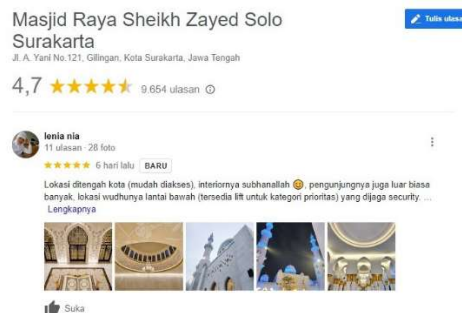 Masjid Raya Sheikh Zayed Solo
Surakarta
Tulis ulasa
Jl. A. Yani No.121, Gilingan, Kota Surakarta, Jawa Tengah
4,7
9.654 ulasan
lenia nia
11 ulasan · 28 foto
6 hari lalu BARU
Lokasi ditengah kota (mudah diakses), interiornya subhanallah 😊, pengunjungnya juga luar biasa
banyak, lokasi wudhunya lantai bawah (tersedia lift untuk kategori prioritas) yang dijaga security. ...
Lengkapnya
Suka